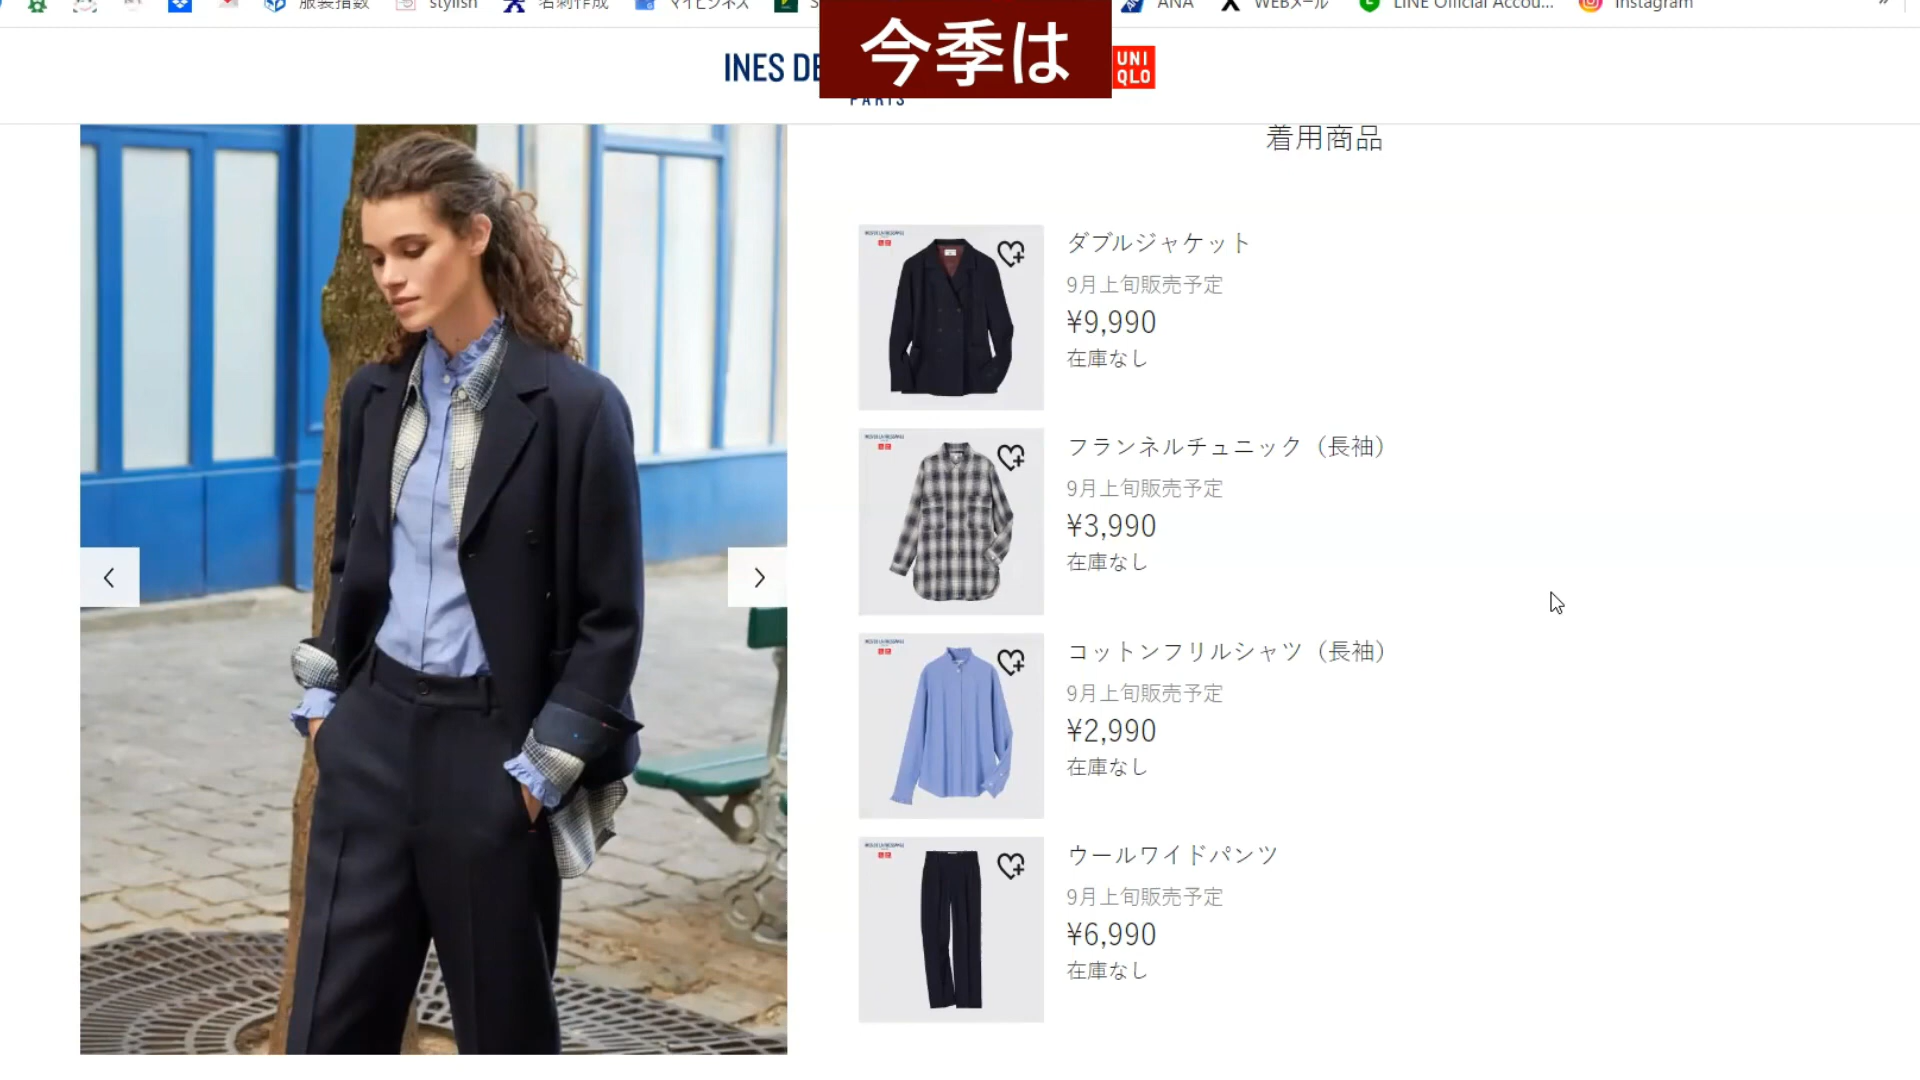 服装指数
stylish
名刺作成
マイビジネス
ANA
WEBメール
LINE Official Accou...
Instagram
今季は
INES DE
UNI
QLO
PARIS
着用商品
ダブルジャケット
9月上旬販売予定
¥9,990
在庫なし
フランネルチュニック（長袖）
9月上旬販売予定
¥3,990
在庫なし
コットンフリルシャツ（長袖）
9月上旬販売予定
¥2,990
在庫なし
ウールワイドパンツ
9月上旬販売予定
¥6,990
在庫なし